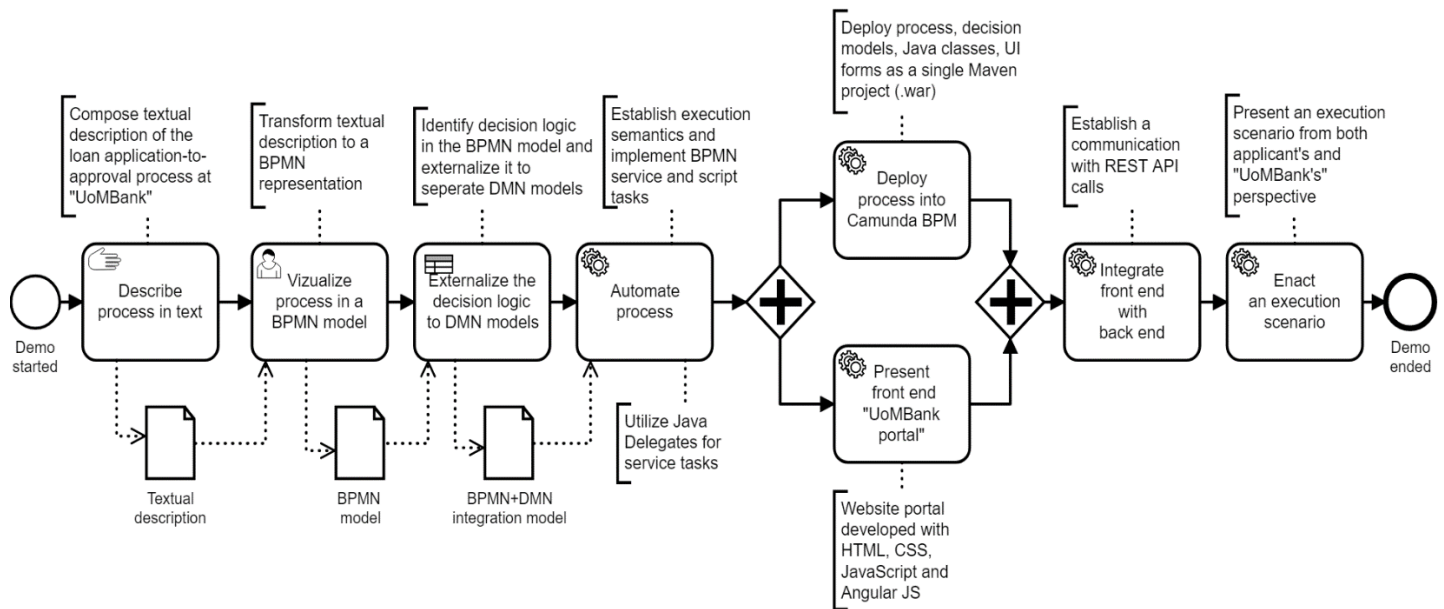 Deploy process, decision
models, Java classes, UI
forms as a single Maven
project (.war)
Compose textual
description of the
loan application-to-
approval process at
"UoMBank"
Transform textual
description to a
BPMN
representation
Identify decision logic
in the BPMN model and
externalize it to
seperate DMN models
Establish execution
semantics and
implement BPMN
service and script
tasks
Establish a
communication
with REST API
calls
Present an execution
scenario from both
applicant's and
"UoMBank's"
perspective
Demo
started
Describe
process in text
Vizualize
process in a
BPMN model
Externalize the
decision logic
to DMN models
Automate
process
Deploy
process into
Camunda BPM
Present
front end
"UoMBank
portal"
Integrate
front end
with
back end
Enact
an execution
scenario
Demo
ended
Textual
description
BPMN
model
BPMN+DMN
integration model
Utilize Java
Delegates for
service tasks
Website portal
developed with
HTML, CSS,
JavaScript and
Angular JS